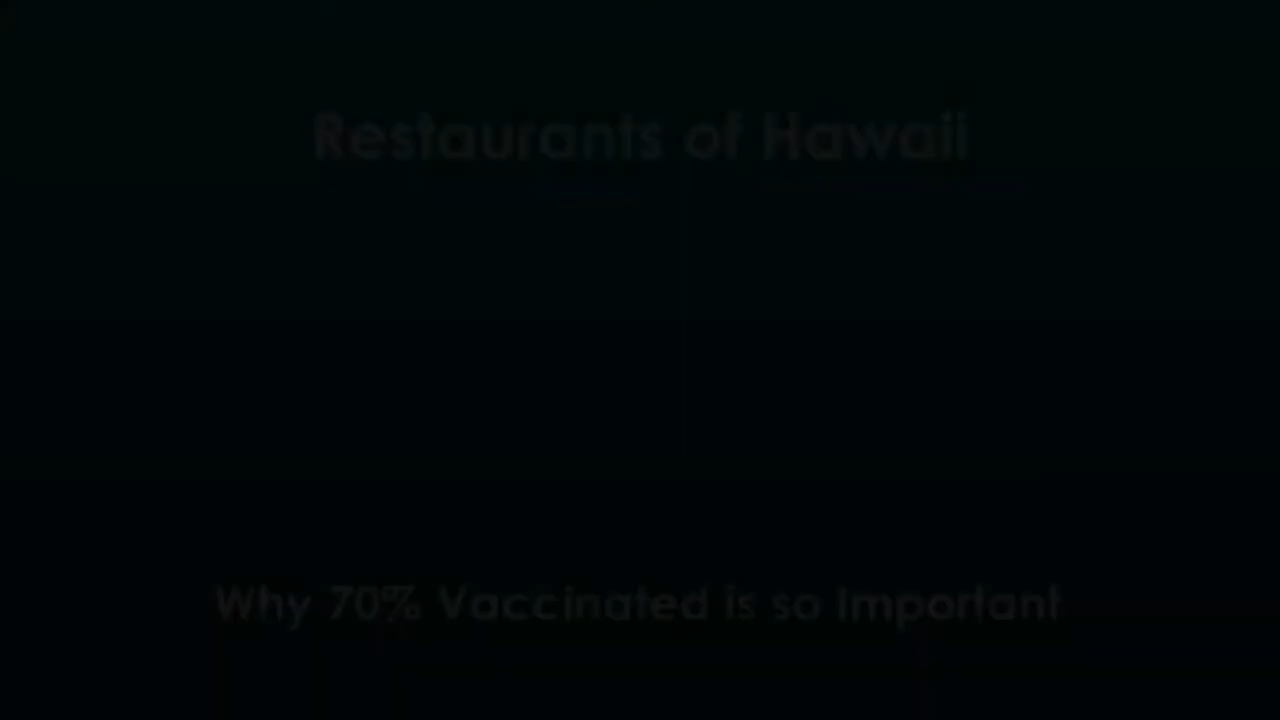 Restaurants of Hawaii
Why 70% Vaccinated is so Important